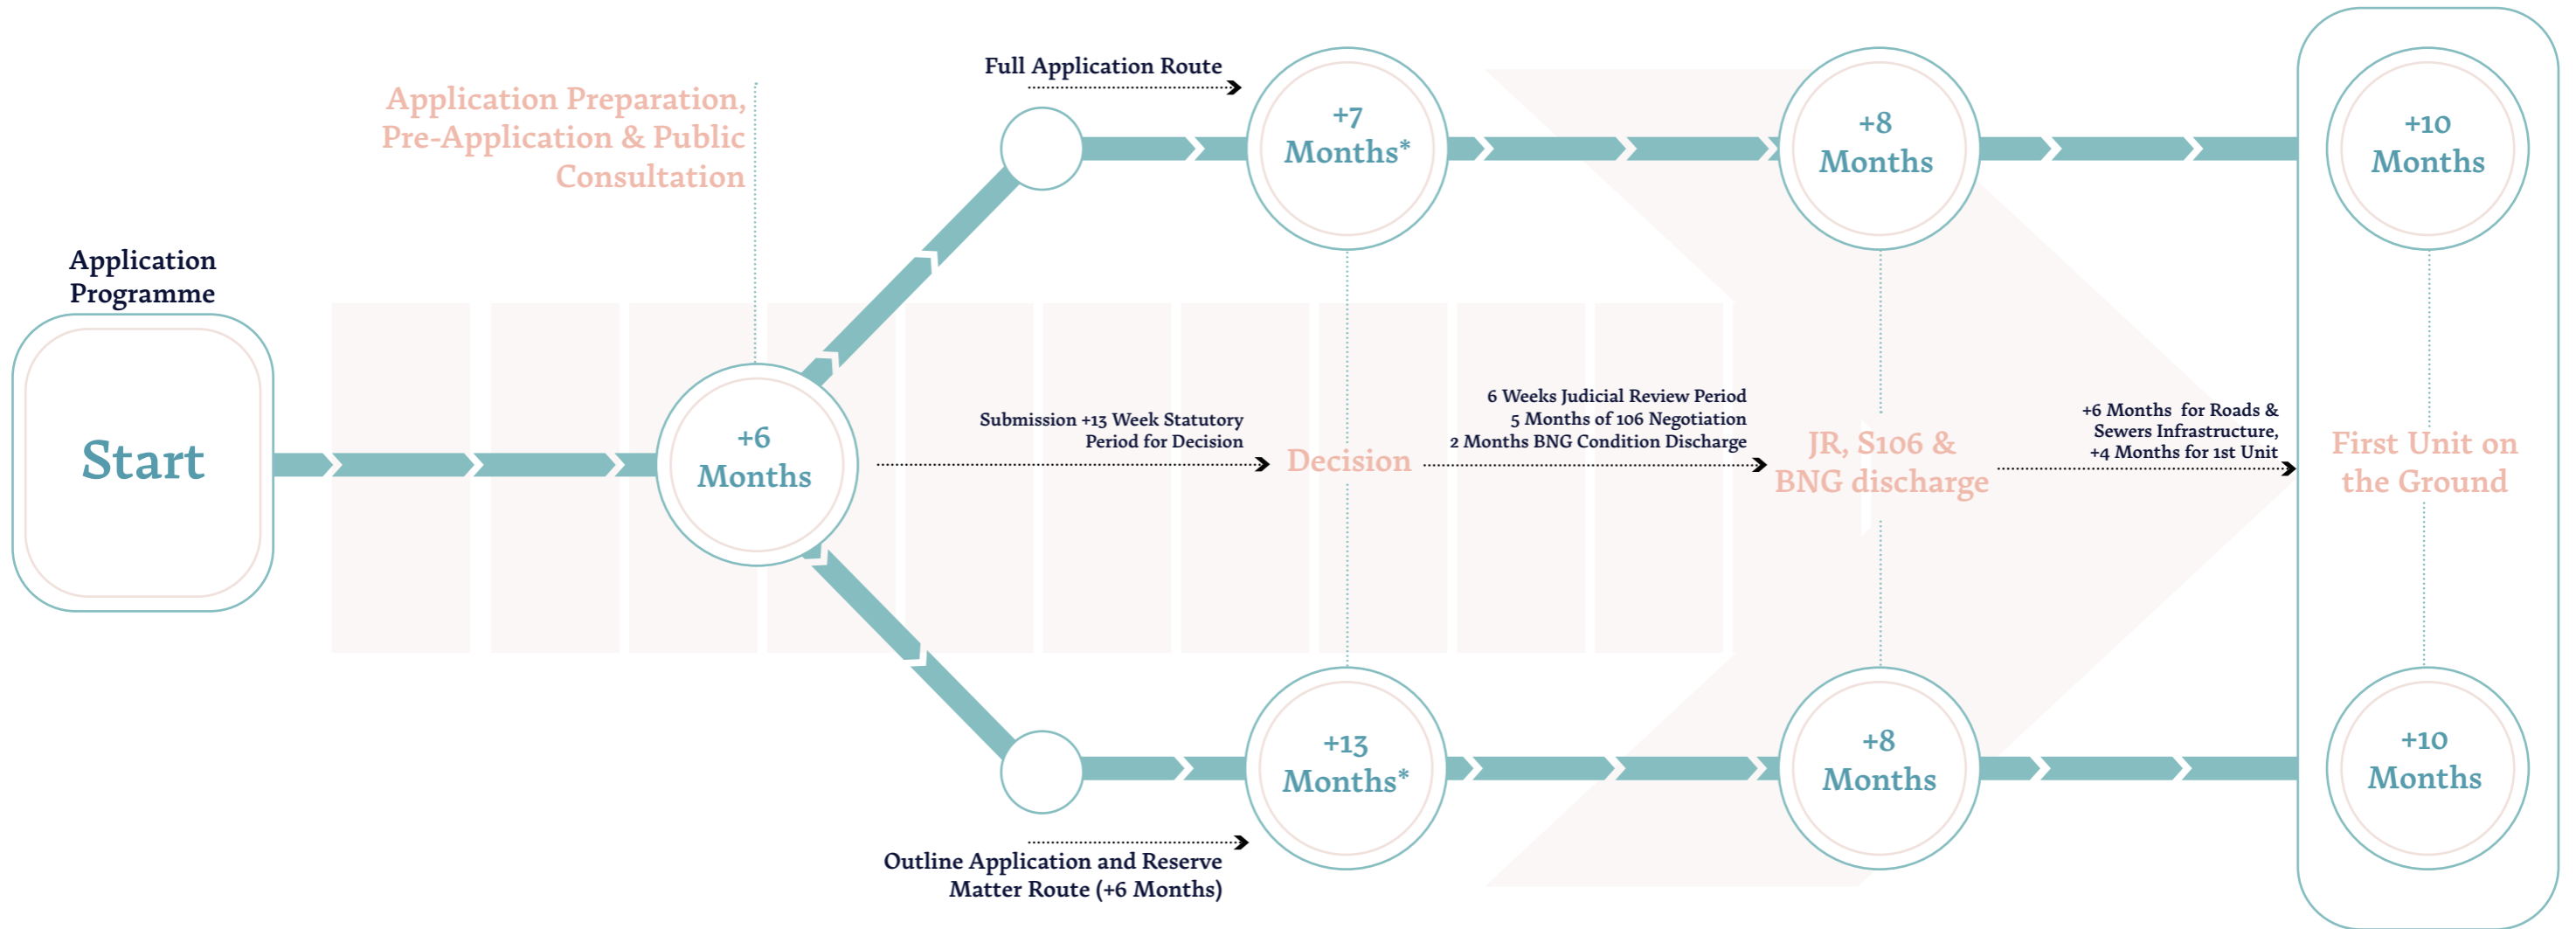 Application
Programme
Start
Application Preparation,
Pre-Application & Public
Consultation
+6
Months
Full Application Route
+7
Months*
+8
Months
+10
Months
Submission +13 Week Statutory
Period for Decision
Decision
6 Weeks Judicial Review Period
5 Months of 106 Negotiation
2 Months BNG Condition Discharge
JR, S106 &
BNG discharge
+6 Months for Roads &
Sewers Infrastructure,
+4 Months for 1st Unit
First Unit on
the Ground
Outline Application and Reserve
Matter Route (+6 Months)
+13
Months*
+8
Months
+10
Months